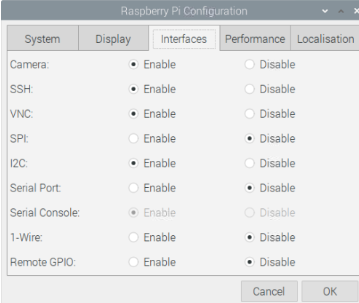 Raspberry Pi Configuration
System Display Interfaces Performance Localisation
Camera: Enable Disable
SSH: Enable Disable
VNC: Enable Disable
SPI: Enable Disable
I2C: Enable Disable
Serial Port: Enable Disable
Serial Console: Enable Disable
1-Wire: Enable Disable
Remote GPIO: Enable Disable
Cancel OK